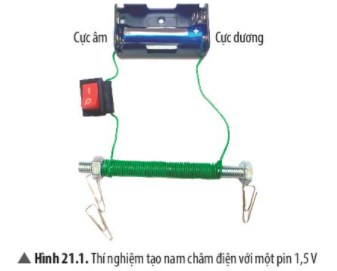 Cực âm
Cực dương
▲ Hình 21.1. Thí nghiệm tạo nam châm điện với một pin 1,5 V